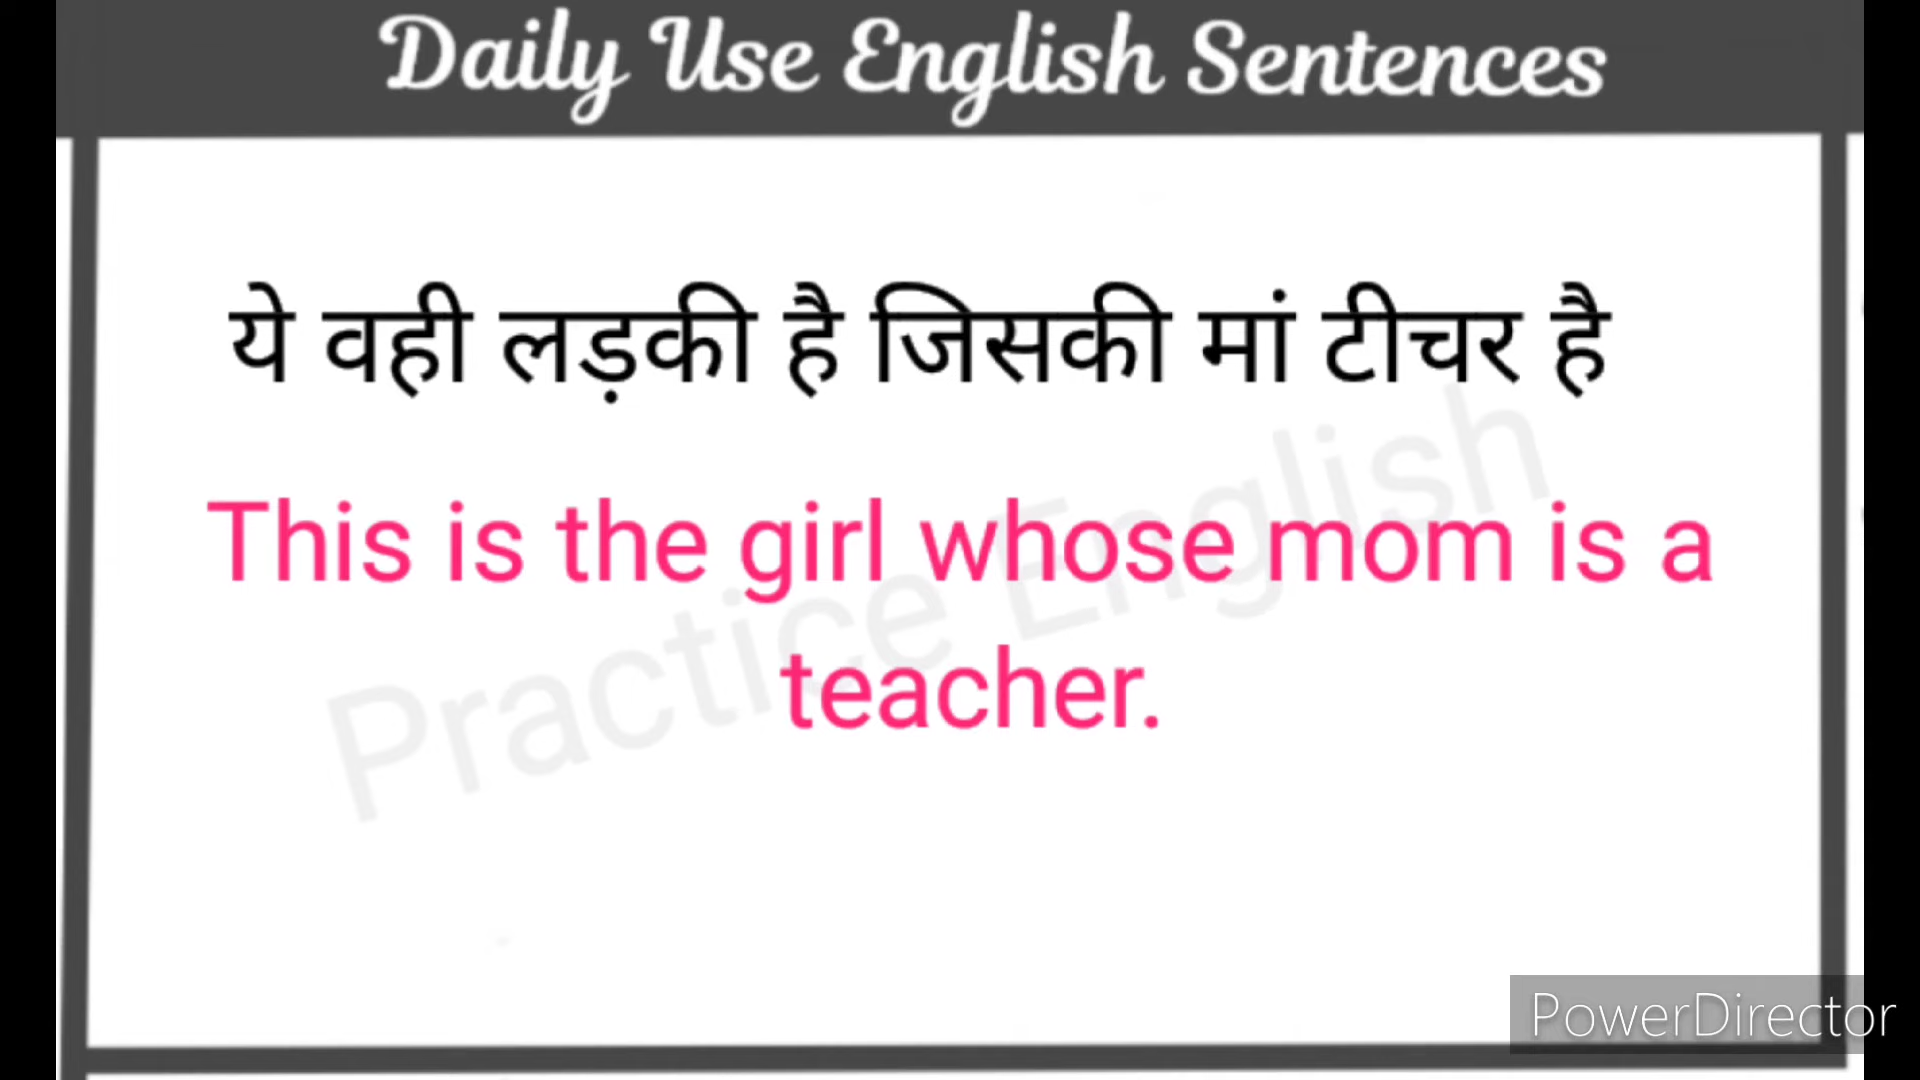 Daily Use English Sentences
ये वही लड़की है जिसकी मां टीचर है
This is the girl whose mom is a
teacher.
Practice English
PowerDirector